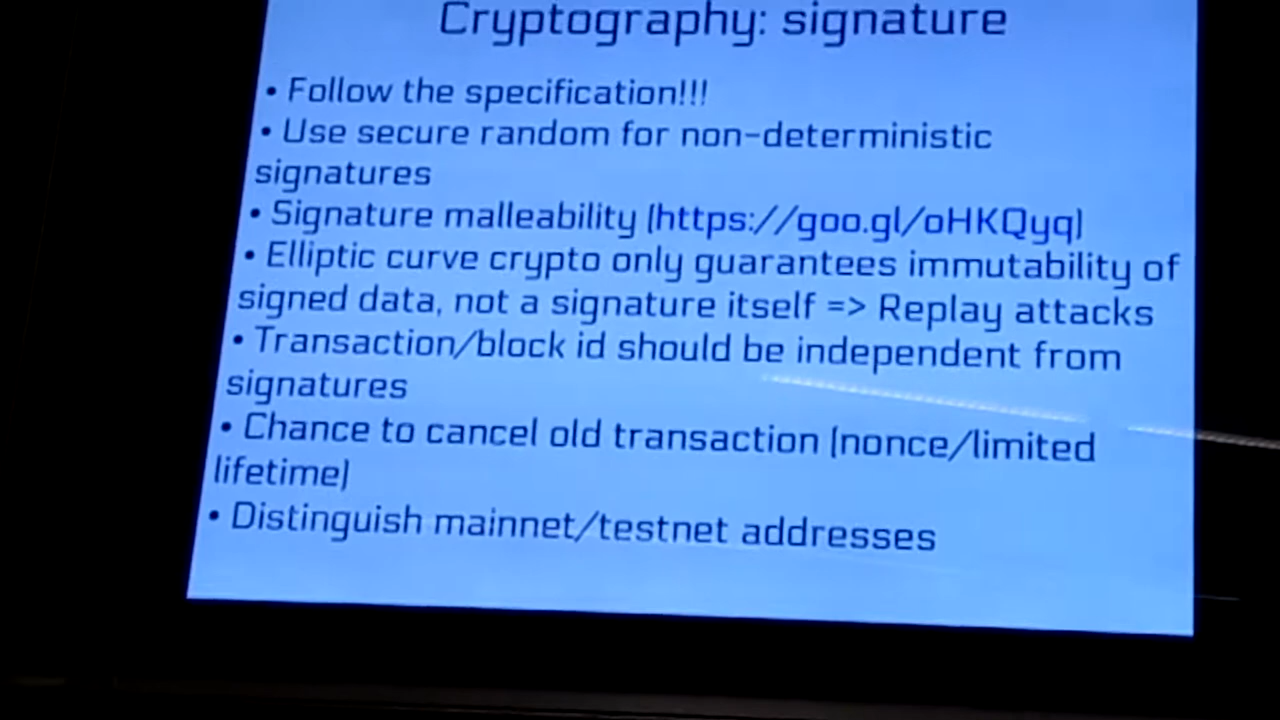 Cryptography: signature
• Follow the specification!!!
• Use secure random for non-deterministic
signatures
• Signature malleability (https://goo.gl/oHKQyq)
• Elliptic curve crypto only guarantees immutability of
signed data, not a signature itself => Replay attacks
• Transaction/block id should be independent from
signatures
• Chance to cancel old transaction (nonce/limited
lifetime)
• Distinguish mainnet/testnet addresses